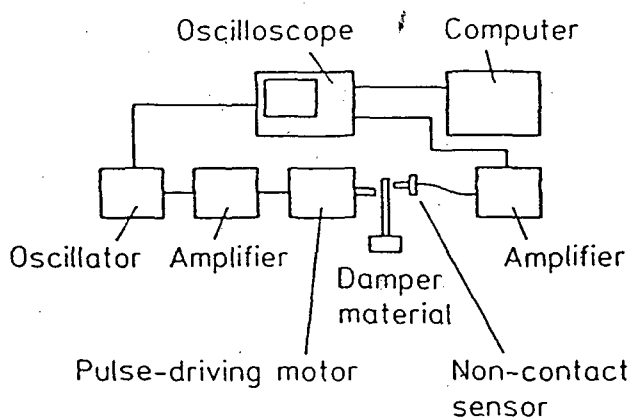 Oscilloscope
Computer
Oscillator
Amplifier
Amplifier
Damper
material
Pulse-driving motor
Non-contact
sensor